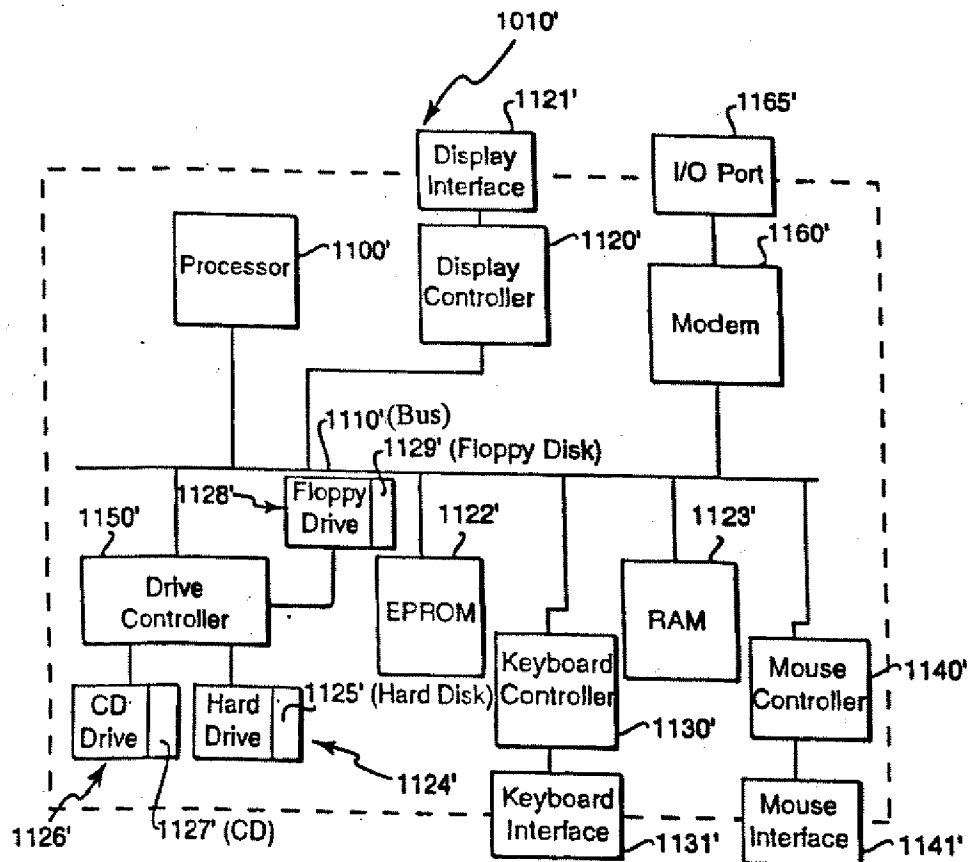 1010'
1121'
1165'
Display
Interface
I/O Port
1120'
1160'
1100'
Processor
Display
Controller
Modem
1110' (Bus)
1129' (Floppy Disk)
1128'
Floppy
Drive
1122'
1123'
1150'
Drive
Controller
EPROM
RAM
Keyboard
Controller
Mouse
Controller
1140'
CD
Drive
Hard
Drive
1125' (Hard Disk)
1130'
1124'
Keyboard
Interface
Mouse
Interface
1126'
1127' (CD)
1131'
1141'